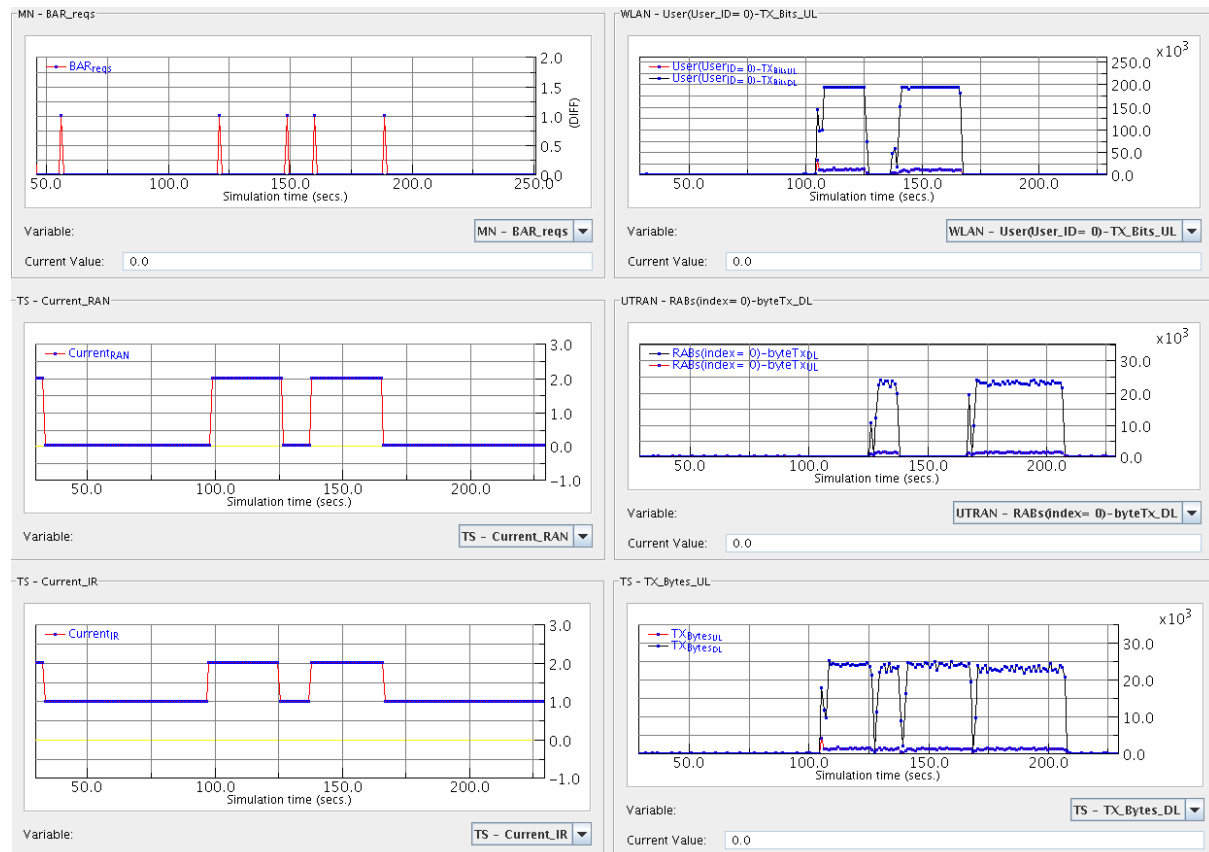 MN - BAR_reqs
BARreqs
2.0
1.5
1.0
0.5
0.0
(DIFF)
50.0 100.0 150.0 200.0 250.0
Simulation time (secs.)
Variable: MN - BAR_reqs
Current Value: 0.0
WLAN - User(User_ID= 0)-TX_Bits_UL
User(UserID= 0)-TXBitsUL
User(UserID= 0)-TXBitsDL
x10³
250.0
200.0
150.0
100.0
50.0
0.0
50.0 100.0 150.0 200.0
Simulation time (secs.)
Variable: WLAN - User(User_ID= 0)-TX_Bits_UL
Current Value: 0.0
TS - Current_RAN
CurrentRAN
3.0
2.0
1.0
0.0
-1.0
50.0 100.0 150.0 200.0
Simulation time (secs.)
Variable: TS - Current_RAN
UTRAN - RABs(index= 0)-byteTx_DL
RABs(index= 0)-byteTxDL
RABs(index= 0)-byteTxUL
x10³
30.0
20.0
10.0
0.0
50.0 100.0 150.0 200.0
Simulation time (secs.)
Variable: UTRAN - RABs(index= 0)-byteTx_DL
Current Value: 0.0
TS - Current_IR
CurrentIR
3.0
2.0
1.0
0.0
-1.0
50.0 100.0 150.0 200.0
Simulation time (secs.)
Variable: TS - Current_IR
TS - TX_Bytes_UL
TXBytesUL
TXBytesDL
x10³
30.0
20.0
10.0
0.0
50.0 100.0 150.0 200.0
Simulation time (secs.)
Variable: TS - TX_Bytes_DL
Current Value: 0.0